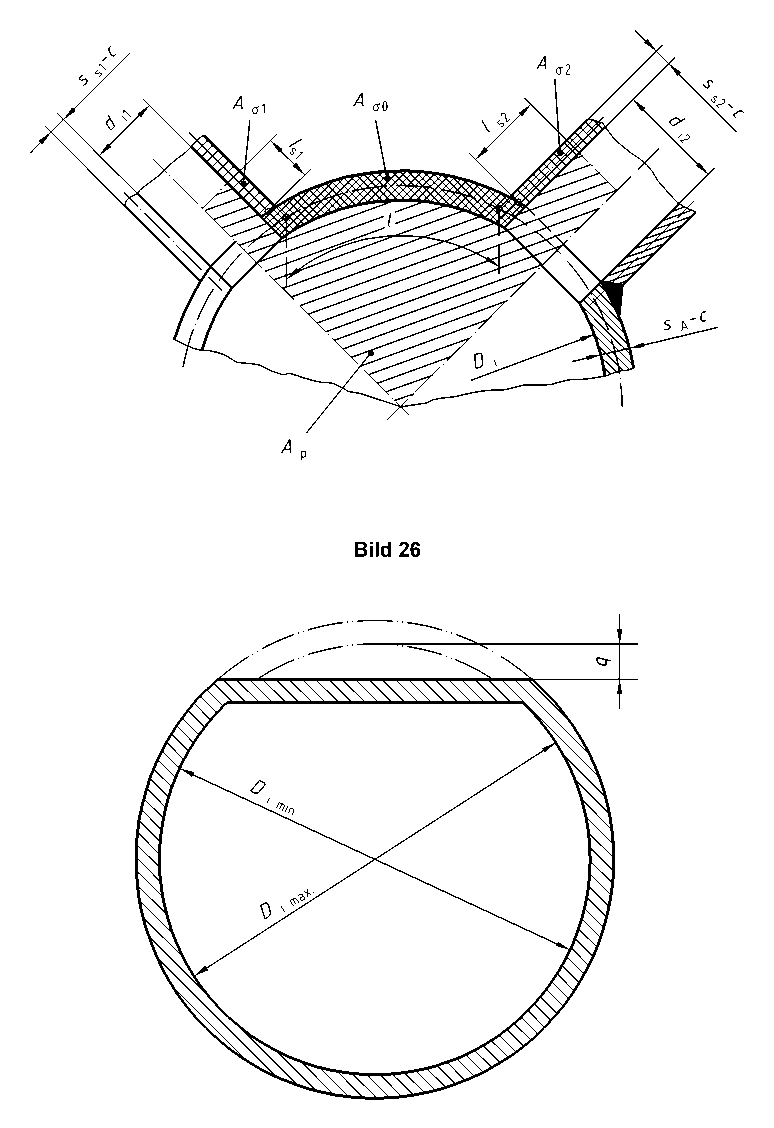 s s1-c
d i1
A σ1
l s1
A σ0
l s2
A σ2
s s2-c
d i2
l
D i
s A-c
A p
Bild 26
q
D i min
D i max.